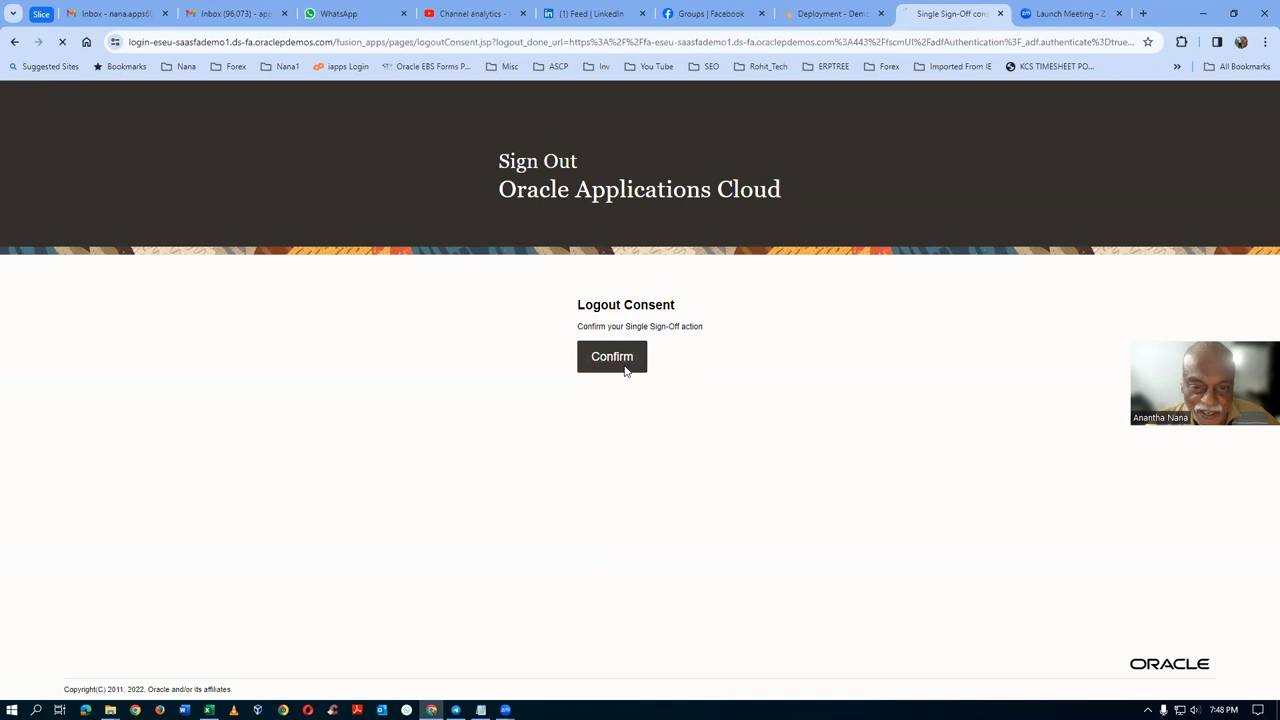 Slice
Inbox - nana.apps6
Inbox (96,073) - app
WhatsApp
Channel analytics -
(1) Feed | LinkedIn
Groups | Facebook
Deployment - Dem
Single Sign-Off con
Launch Meeting - Z
login-eseu-saasfademo1.ds-fa.oraclepdemos.com/fusion_apps/pages/logoutConsent.jsp?logout_done_url=https%3A%2F%2Ffa-eseu-saasfademo1.ds-fa.oraclepdemos.com%3A443%2FfscmUI%2FadfAuthentication%3F_adf.authenticate%3Dtrue...
Suggested Sites
Bookmarks
Nana
Forex
Nana1
iapps Login
Oracle EBS Forms P...
Misc
ASCP
Inv
You Tube
SEO
Rohit_Tech
ERPTREE
Forex
Imported From IE
KCS TIMESHEET PO...
»
All Bookmarks
Sign Out
Oracle Applications Cloud
Logout Consent
Confirm your Single Sign-Off action
Confirm
Anantha Nana
ORACLE
Copyright(C) 2011, 2022, Oracle and/or its affiliates.
7:48 PM